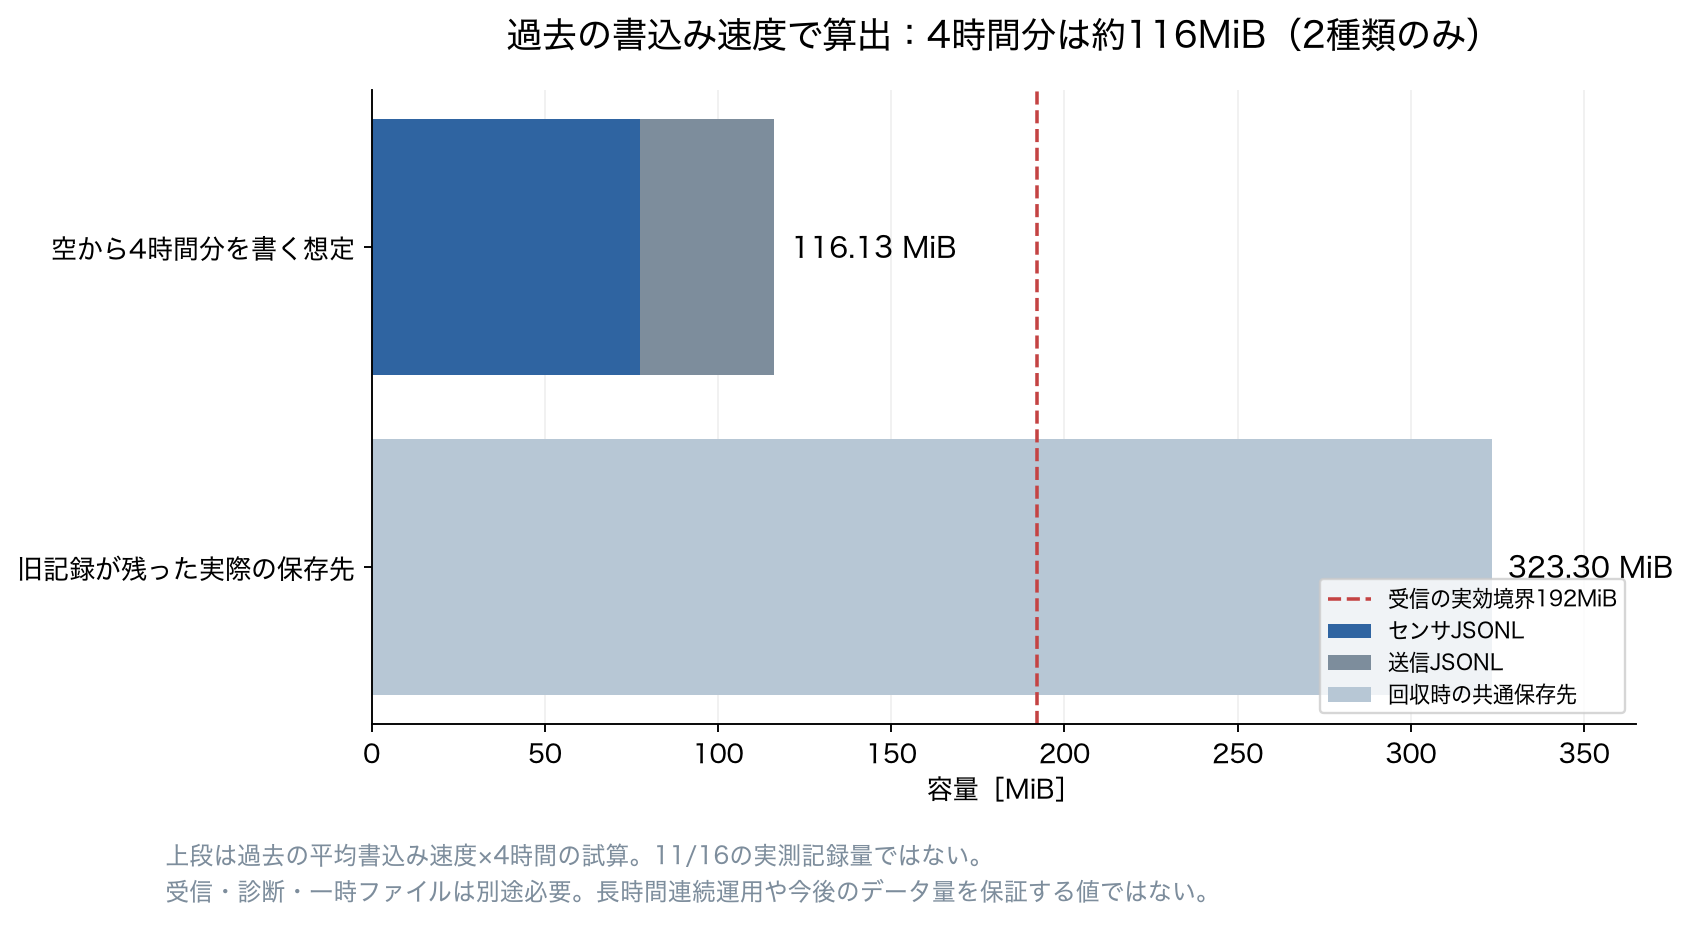 過去の書込み速度で算出：4時間分は約116MiB（2種類のみ）
空から4時間分を書く想定
116.13 MiB
旧記録が残った実際の保存先
323.30 MiB
受信の実効境界192MiB
センサJSONL
送信JSONL
回収時の共通保存先
0 50 100 150 200 250 300 350
容量［MiB］
上段は過去の平均書込み速度×4時間の試算。11/16の実測記録量ではない。
受信・診断・一時ファイルは別途必要。長時間連続運用や今後のデータ量を保証する値ではない。